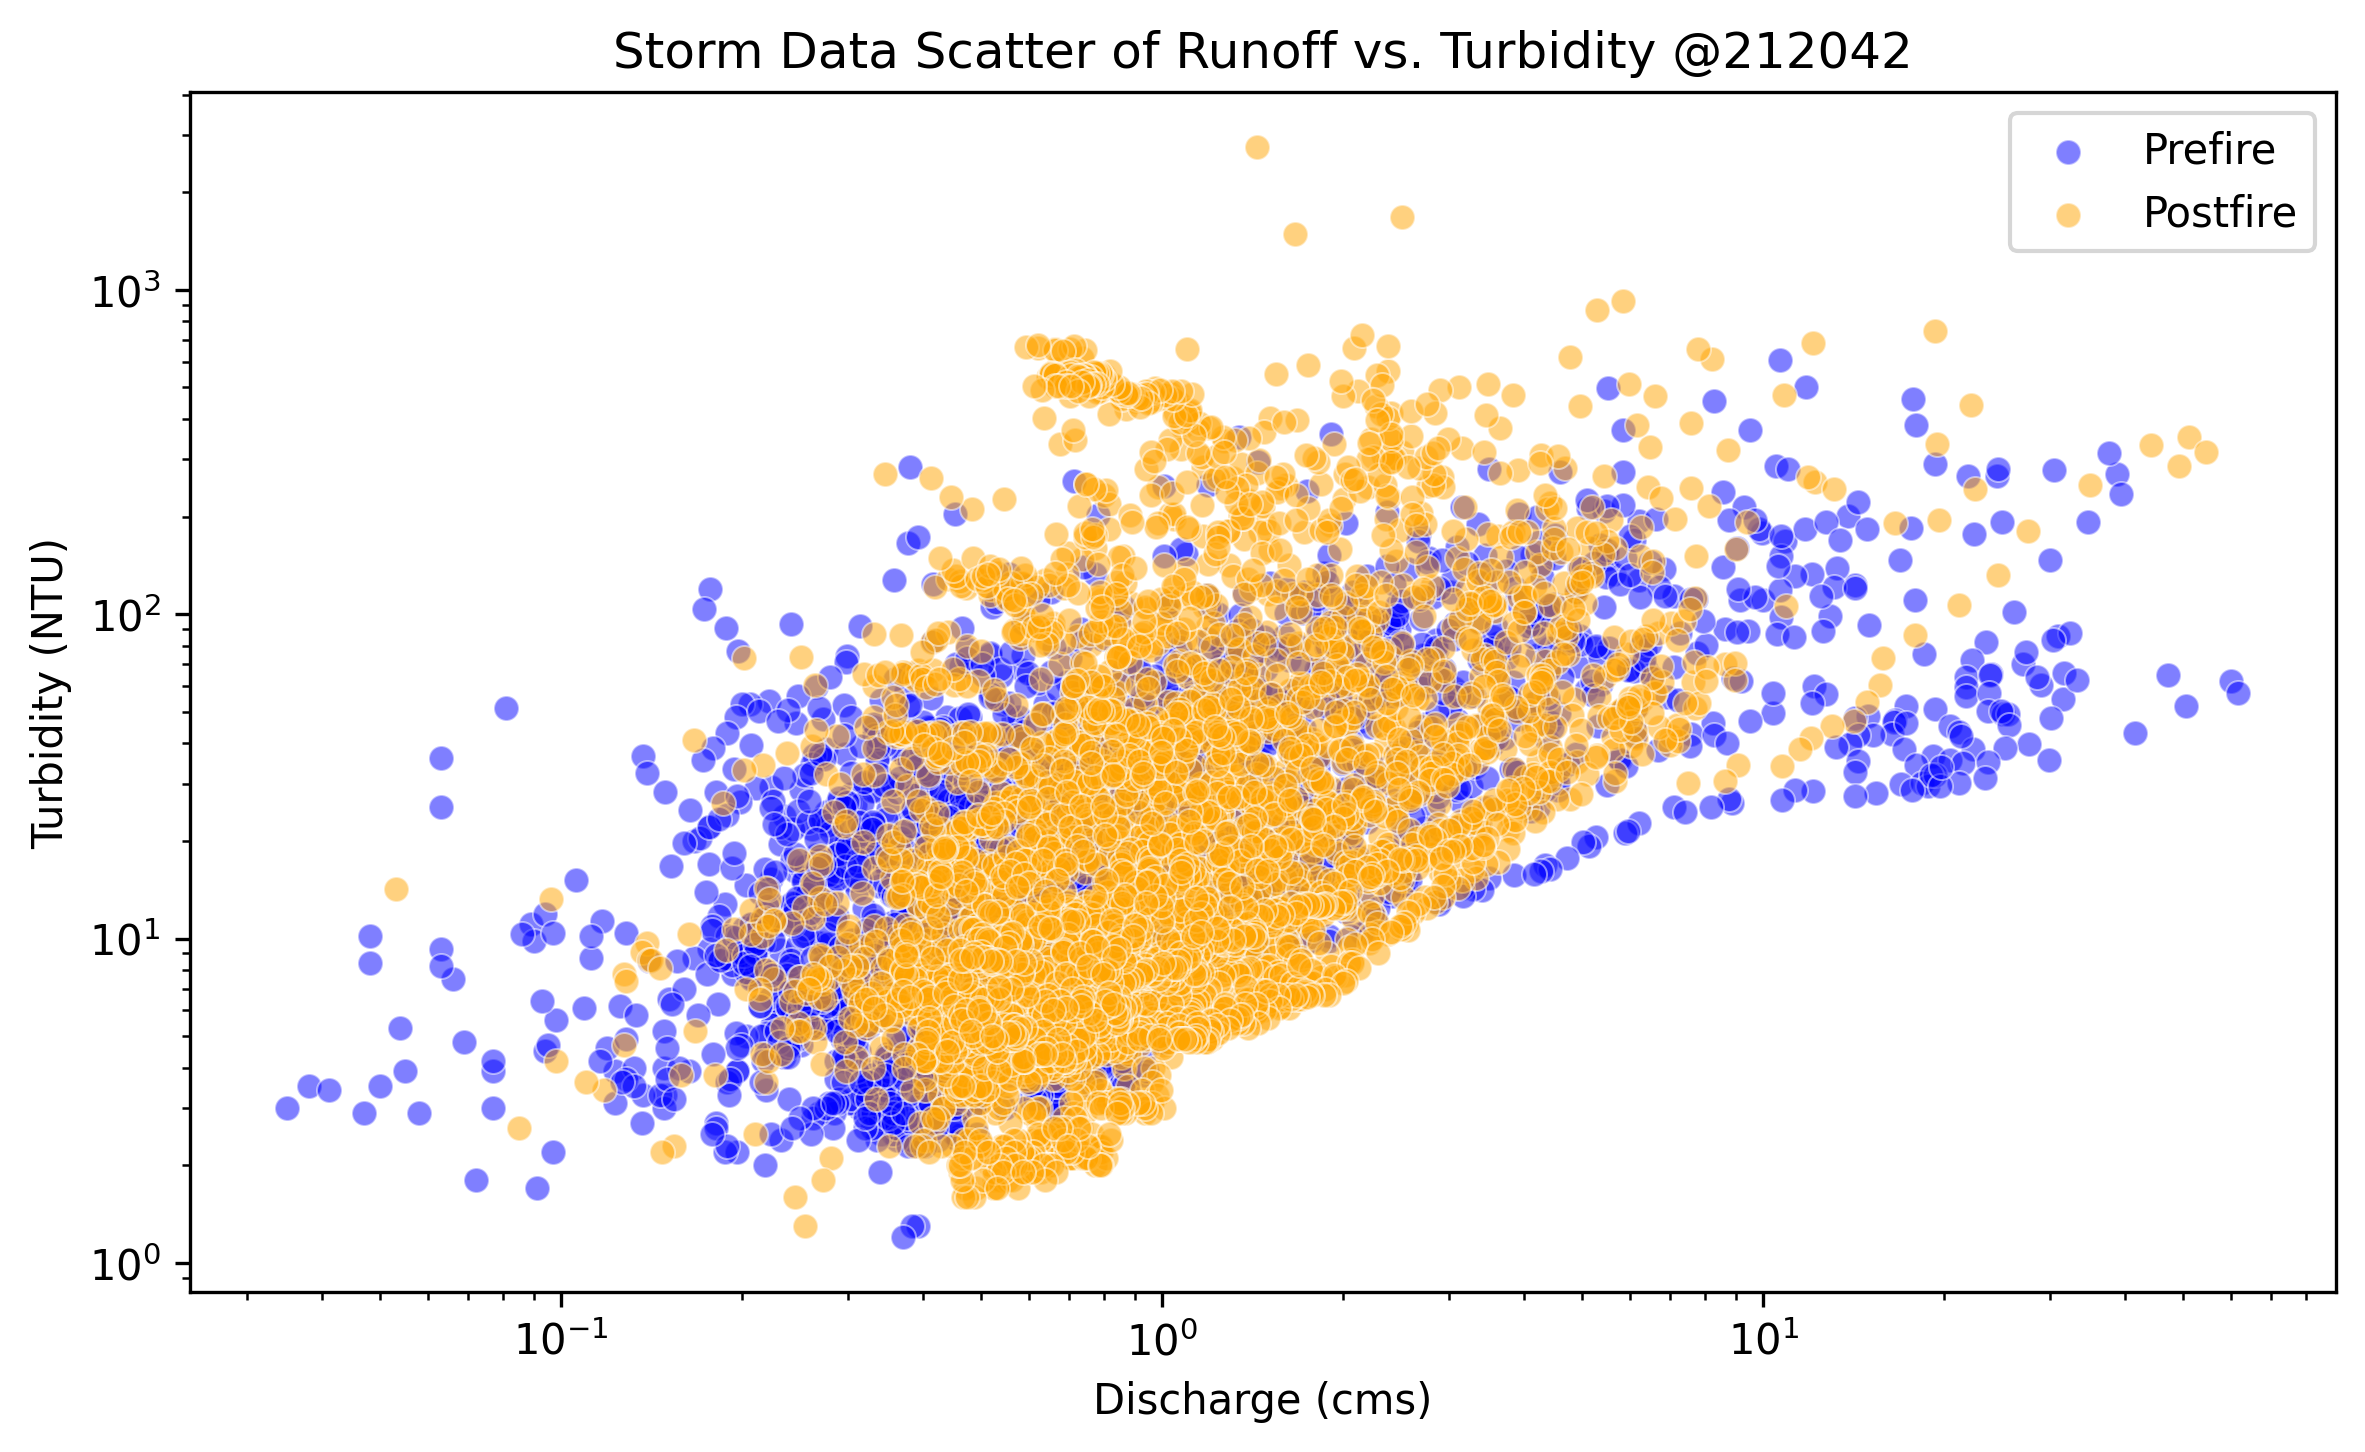 Storm Data Scatter of Runoff vs. Turbidity @212042
Prefire
Postfire
Turbidity (NTU)
10³
10²
10¹
10⁰
10⁻¹
10⁰
10¹
Discharge (cms)